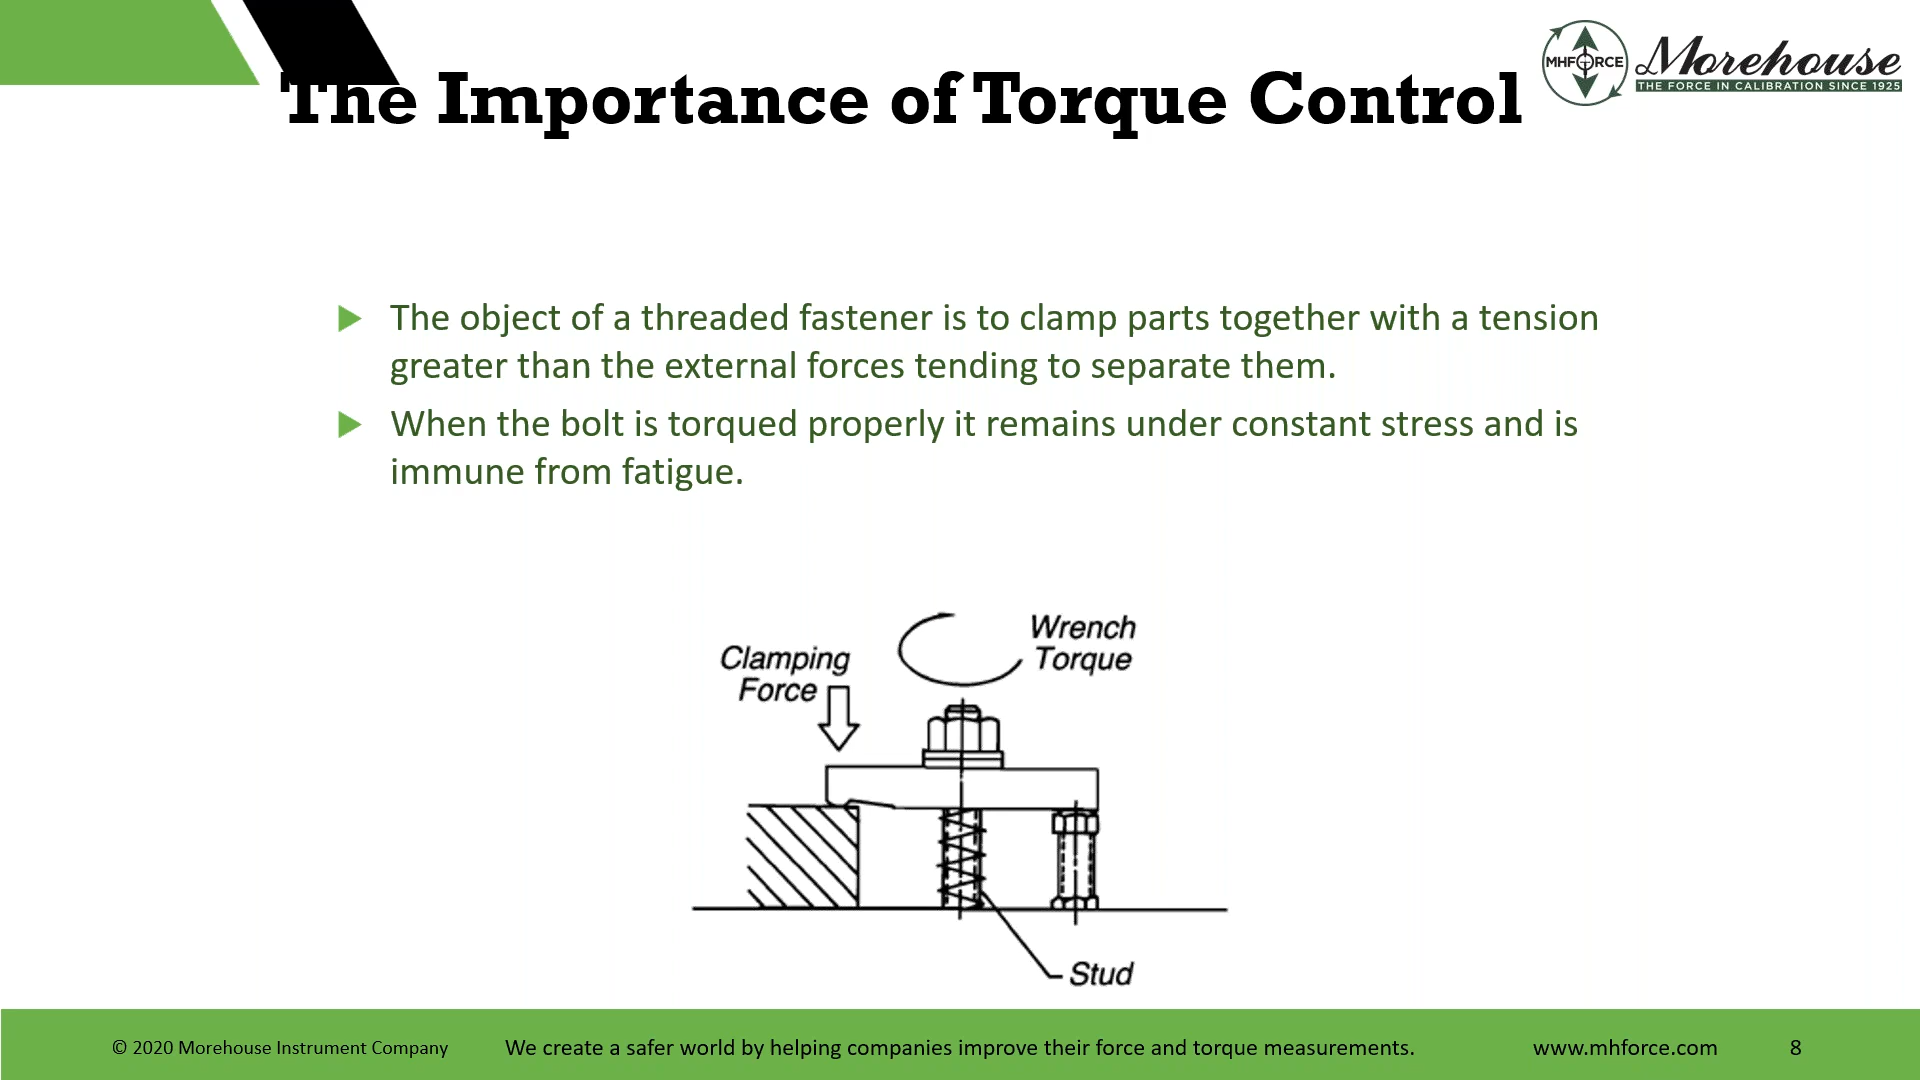 The Importance of Torque Control
MHFORCE
Morehouse
THE FORCE IN CALIBRATION SINCE 1925
The object of a threaded fastener is to clamp parts together with a tension
greater than the external forces tending to separate them.
When the bolt is torqued properly it remains under constant stress and is
immune from fatigue.
Wrench
Torque
Clamping
Force
Stud
© 2020 Morehouse Instrument Company
We create a safer world by helping companies improve their force and torque measurements.
www.mhforce.com
8